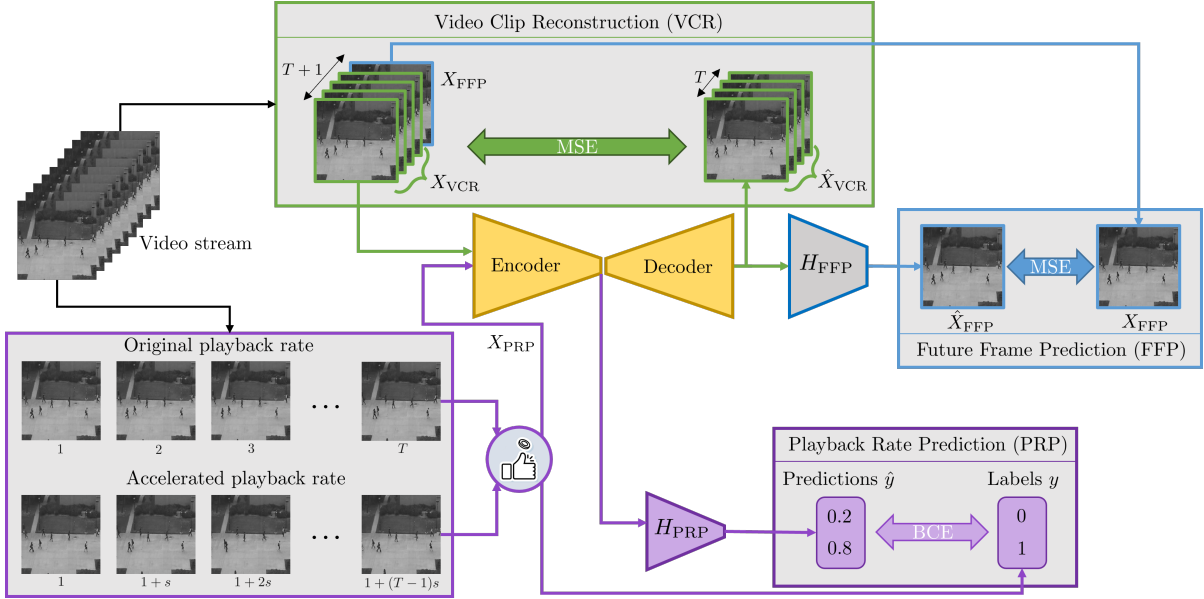 Video Clip Reconstruction (VCR)
T + 1
X_FFP
T
MSE
X_VCR
X̂_VCR
Video stream
Encoder
Decoder
H_FFP
MSE
X̂_FFP
X_FFP
Future Frame Prediction (FFP)
X_PRP
Original playback rate
1
2
3
...
T
Accelerated playback rate
...
1
1 + s
1 + 2s
1 + (T−1)s
Playback Rate Prediction (PRP)
Predictions ŷ
Labels y
H_PRP
0.2
0.8
BCE
0
1